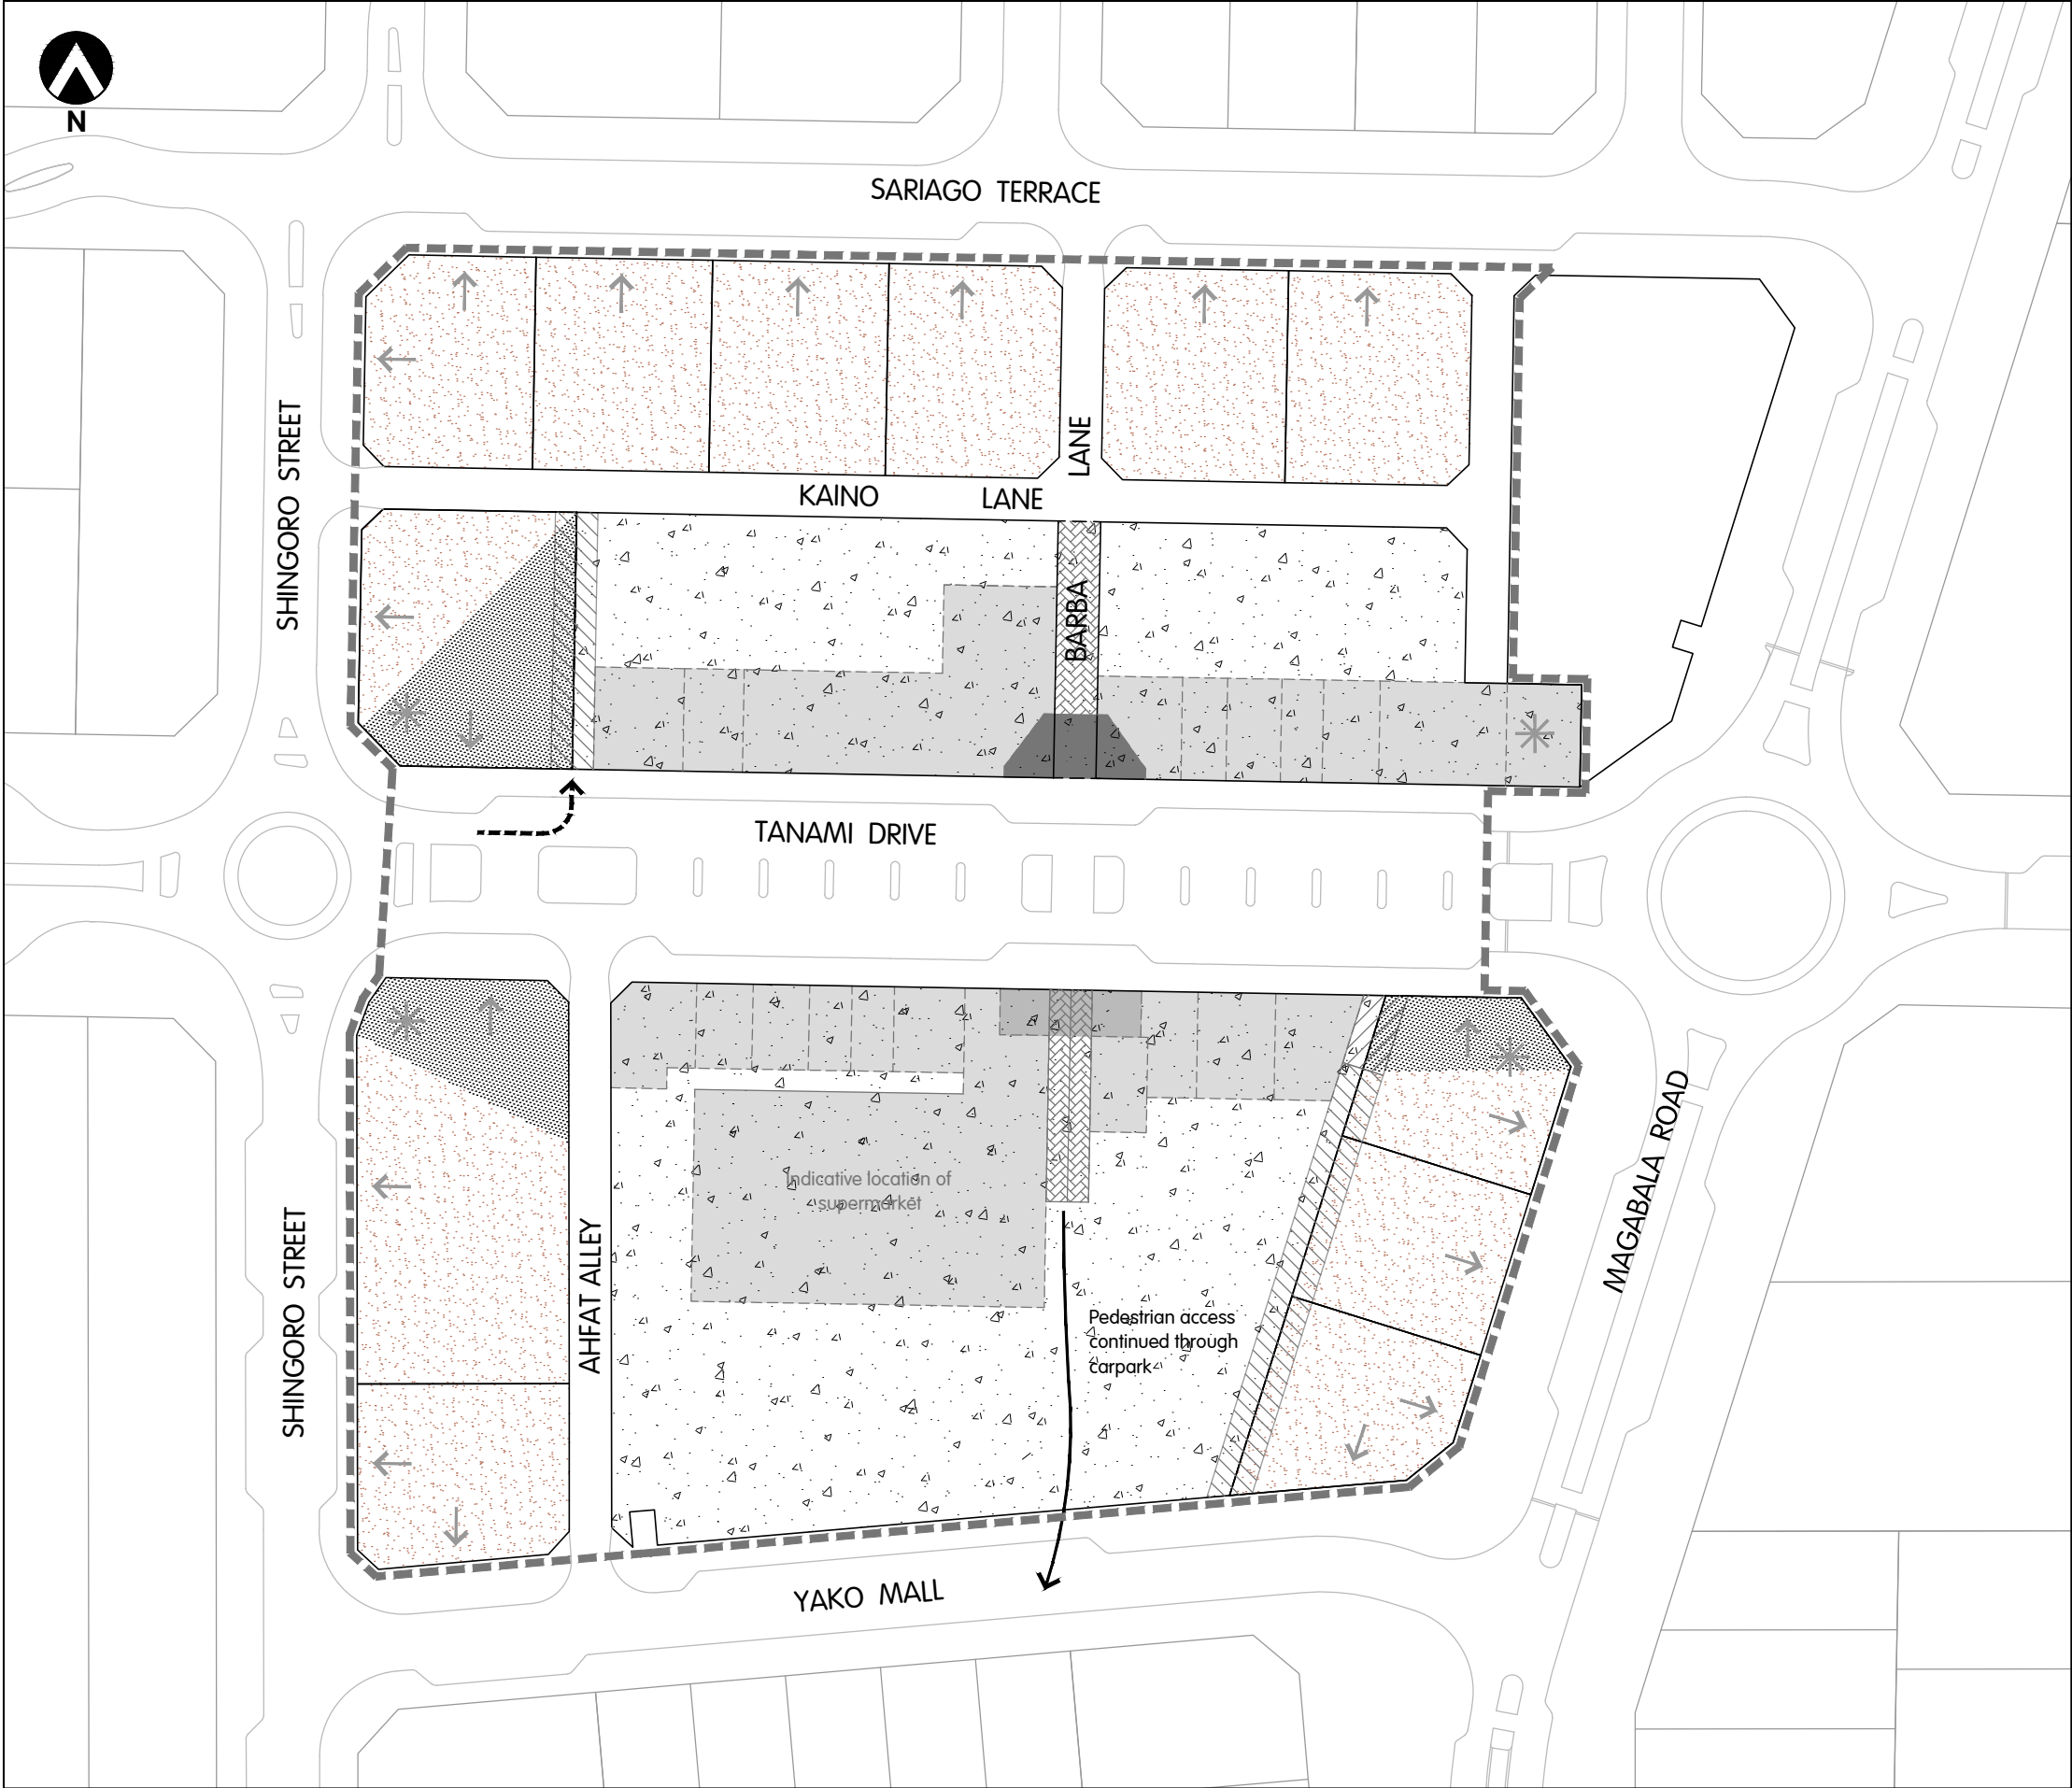 N
SARIAGO TERRACE
SHINGORO STREET
LANE
KAINO LANE
BARBA
TANAMI DRIVE
MAGABALA ROAD
Indicative location of
supermarket
SHINGORO STREET
AHFAT ALLEY
Pedestrian access
continued through
carpark
YAKO MALL